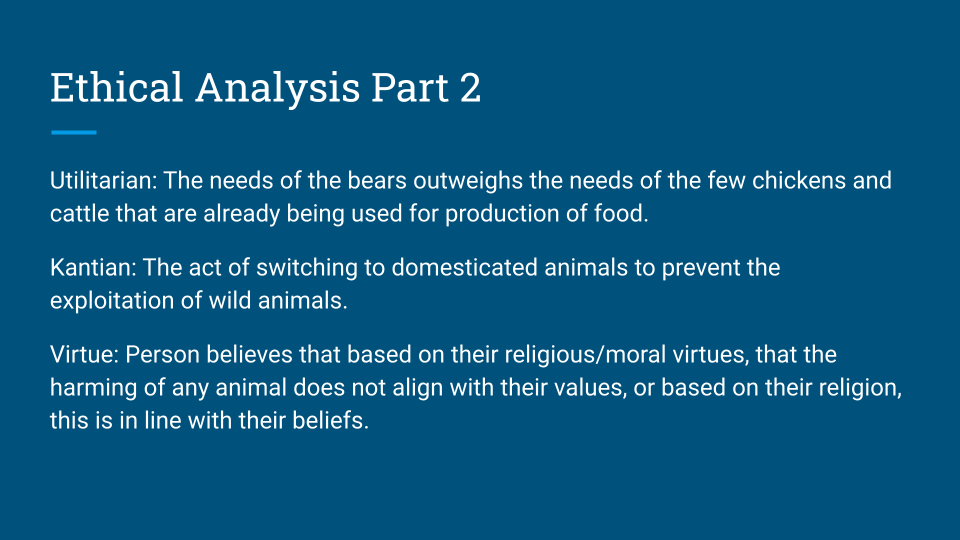 Ethical Analysis Part 2
Utilitarian: The needs of the bears outweighs the needs of the few chickens and
cattle that are already being used for production of food.
Kantian: The act of switching to domesticated animals to prevent the
exploitation of wild animals.
Virtue: Person believes that based on their religious/moral virtues, that the
harming of any animal does not align with their values, or based on their religion,
this is in line with their beliefs.